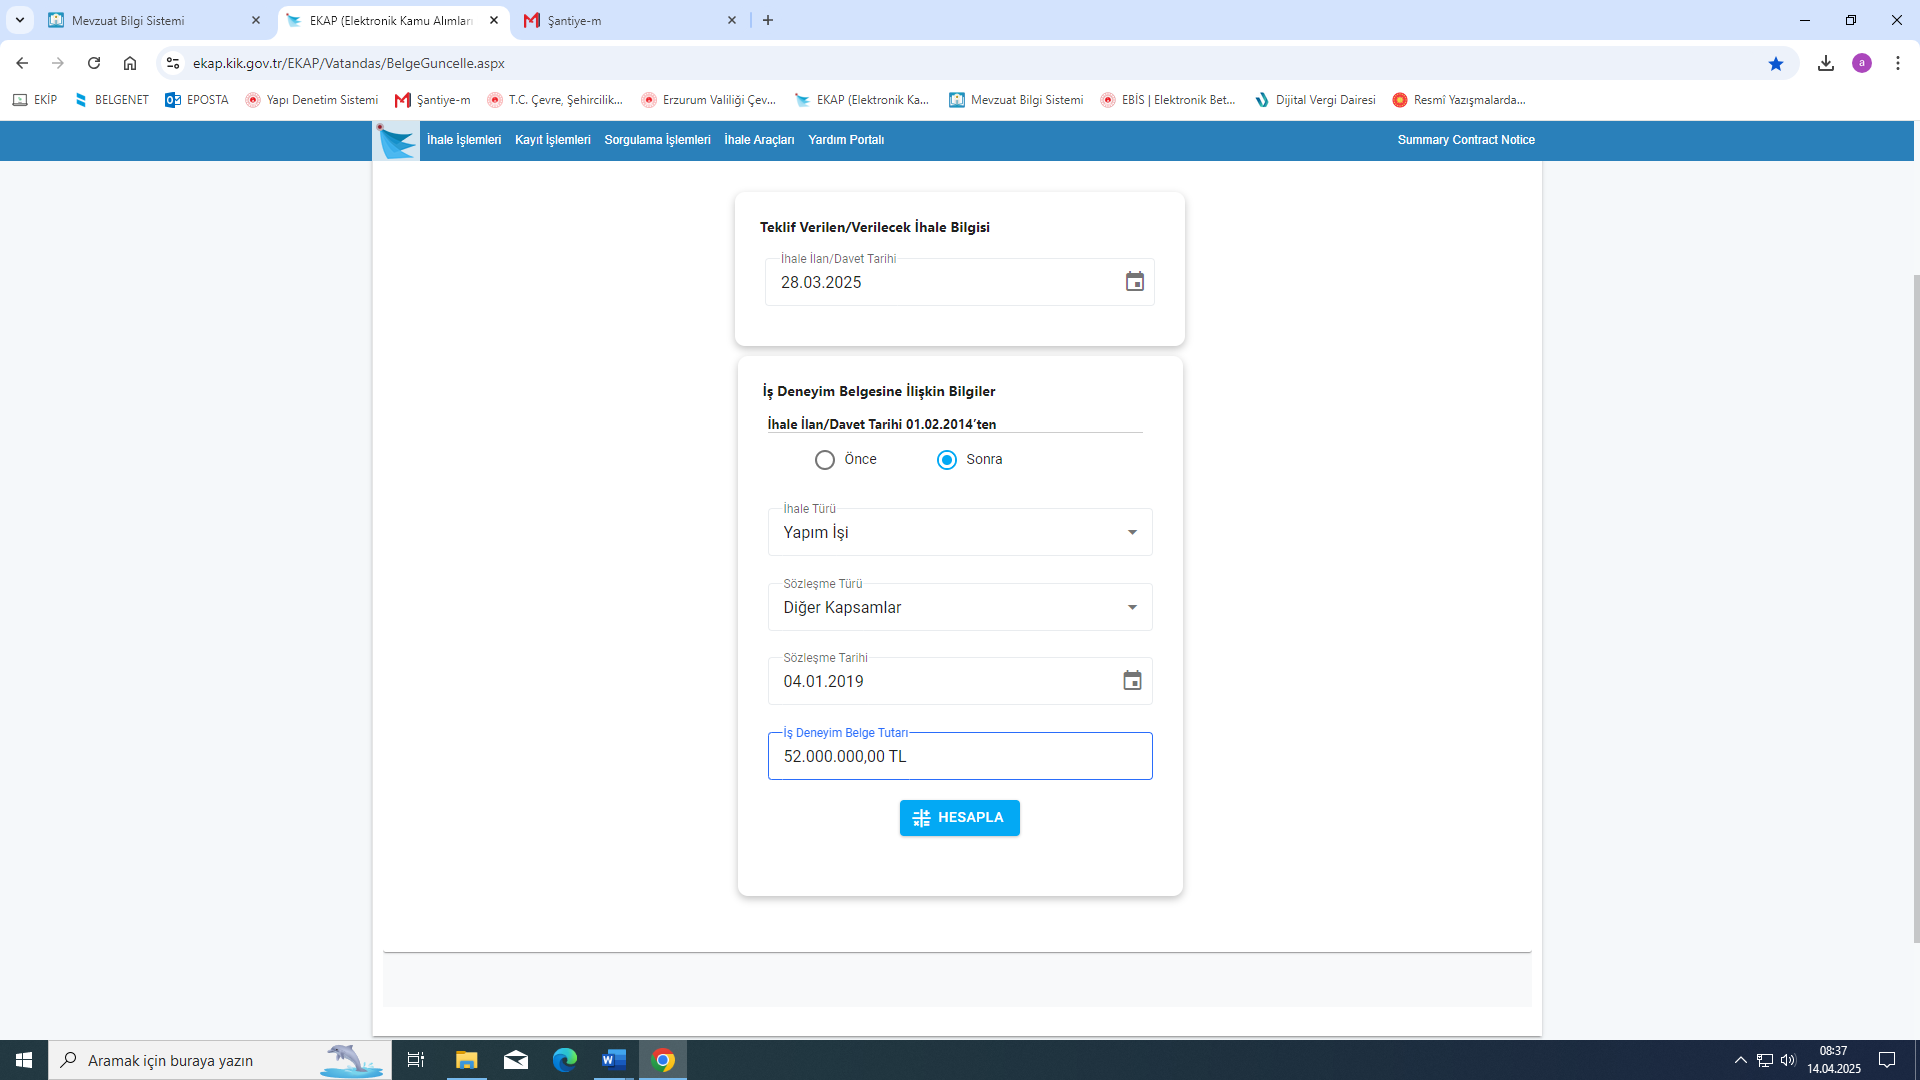 Mevzuat Bilgi Sistemi
EKAP (Elektronik Kamu Alımları
Şantiye-m
ekap.kik.gov.tr/EKAP/Vatandas/BelgeGuncelle.aspx
a
EKİP
BELGENET
EPOSTA
Yapı Denetim Sistemi
Şantiye-m
T.C. Çevre, Şehircilik...
Erzurum Valiliği Çev...
EKAP (Elektronik Ka...
Mevzuat Bilgi Sistemi
EBİS | Elektronik Bet...
Dijital Vergi Dairesi
Resmî Yazışmalarda...
İhale İşlemleri
Kayıt İşlemleri
Sorgulama İşlemleri
İhale Araçları
Yardım Portalı
Summary Contract Notice
Teklif Verilen/Verilecek İhale Bilgisi
İhale İlan/Davet Tarihi
28.03.2025
İş Deneyim Belgesine İlişkin Bilgiler
İhale İlan/Davet Tarihi 01.02.2014’ten
Önce
Sonra
İhale Türü
Yapım İşi
Sözleşme Türü
Diğer Kapsamlar
Sözleşme Tarihi
04.01.2019
İş Deneyim Belge Tutarı
52.000.000,00 TL
HESAPLA
Aramak için buraya yazın
08:37
14.04.2025